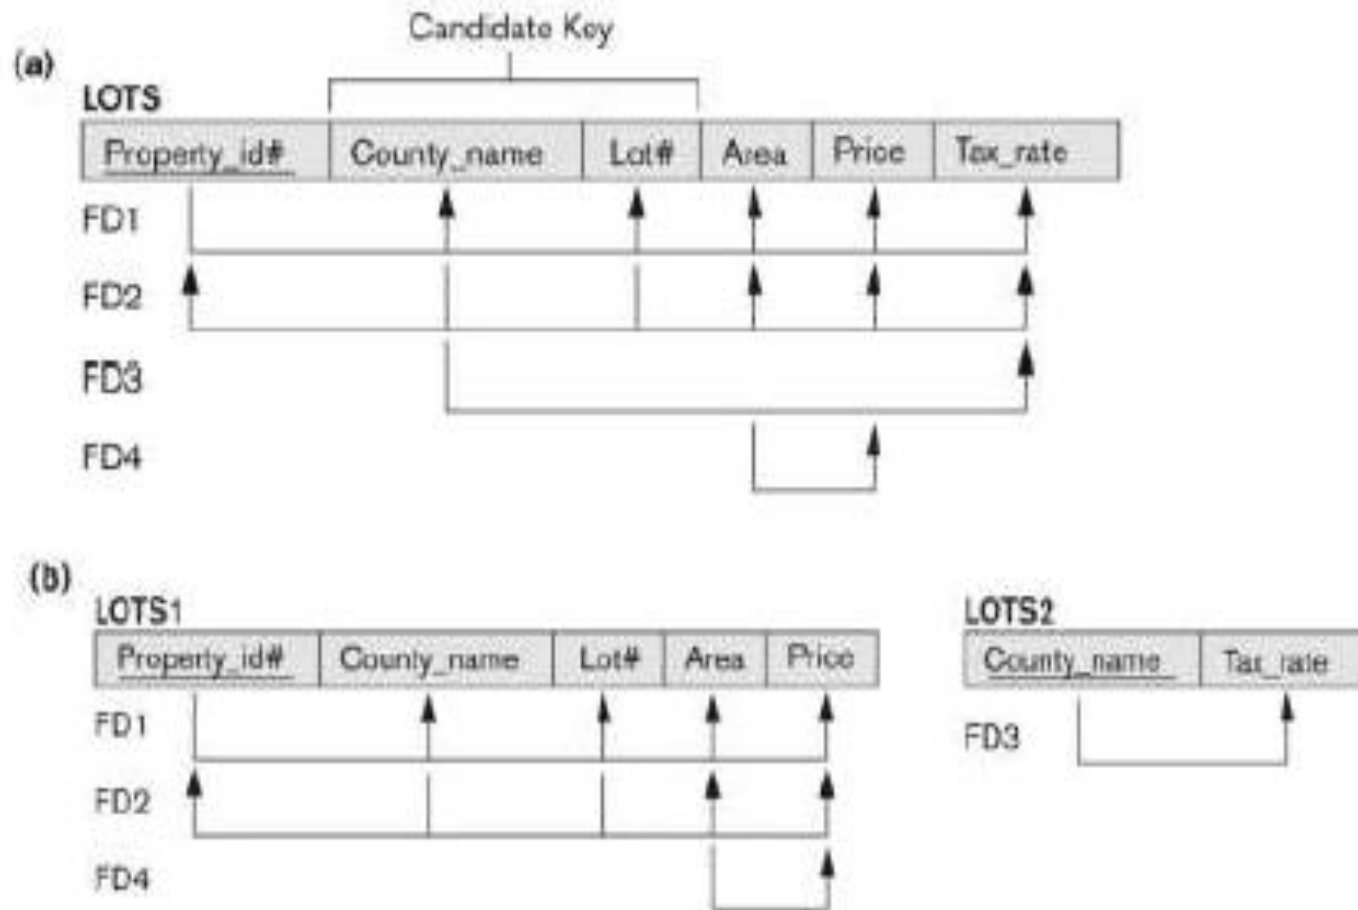 Candidate Key
(a)
LOTS
Property_id# County_name Lot# Area Price Tax_rate
FD1
FD2
FD3
FD4
(b)
LOTS1
Property_id# County_name Lot# Area Price
FD1
FD2
FD4
LOTS2
County_name Tax_rate
FD3